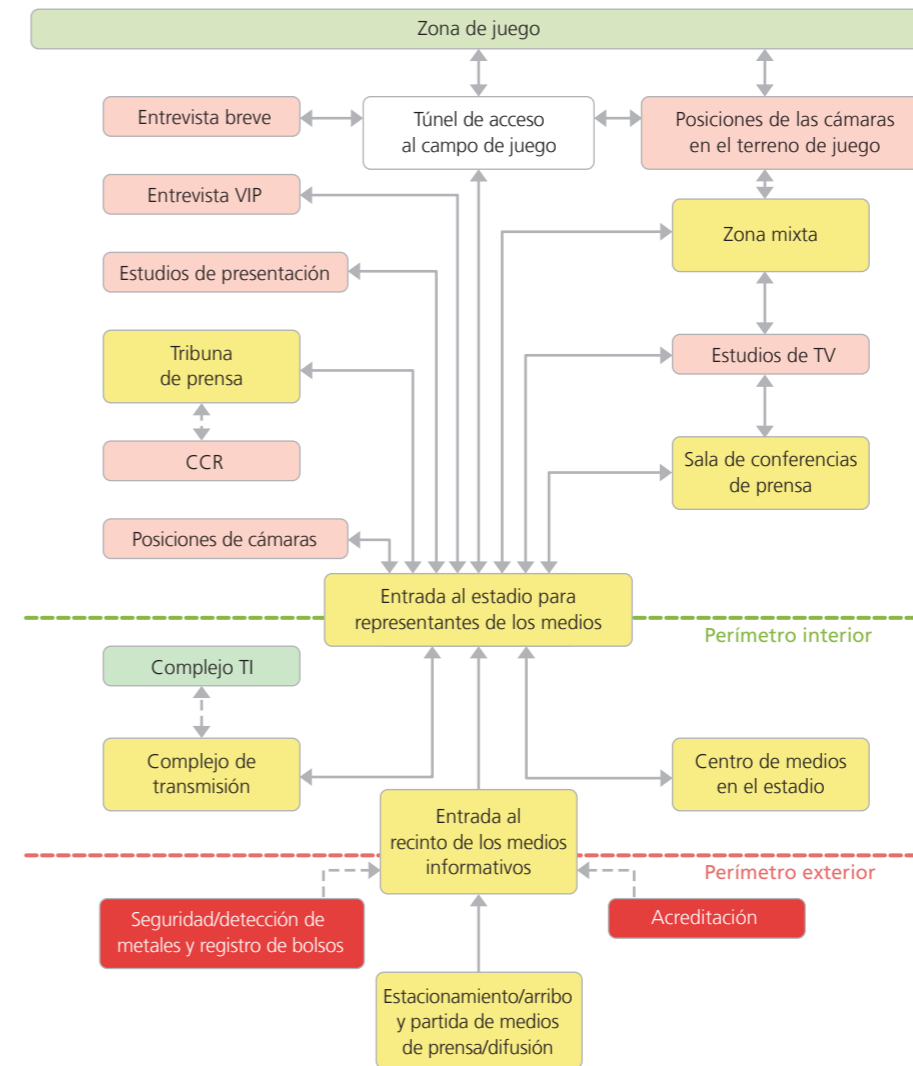 Zona de juego
Entrevista breve
Túnel de acceso
al campo de juego
Posiciones de las cámaras
en el terreno de juego
Entrevista VIP
Zona mixta
Estudios de presentación
Tribuna
de prensa
Estudios de TV
CCR
Sala de conferencias
de prensa
Posiciones de cámaras
Entrada al estadio para
representantes de los medios
Perímetro interior
Complejo TI
Complejo de
transmisión
Centro de medios
en el estadio
Entrada al
recinto de los medios
informativos
Perímetro exterior
Seguridad/detección de
metales y registro de bolsos
Acreditación
Estacionamiento/arribo
y partida de medios
de prensa/difusión